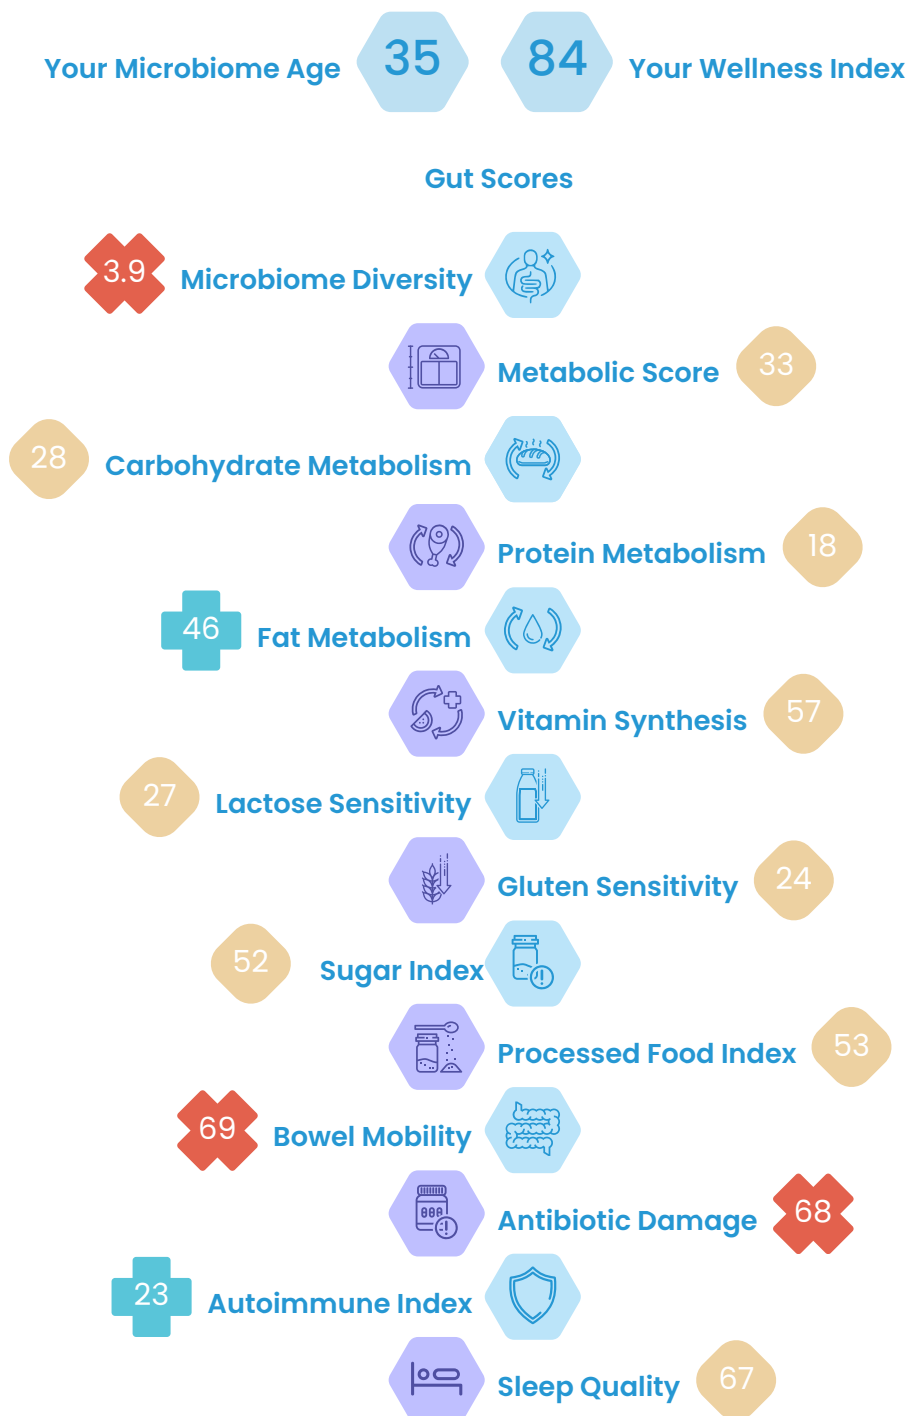 Your Microbiome Age 35 84 Your Wellness Index
Gut Scores
3.9 Microbiome Diversity
Metabolic Score 33
28 Carbohydrate Metabolism
Protein Metabolism 18
46 Fat Metabolism
Vitamin Synthesis 57
27 Lactose Sensitivity
Gluten Sensitivity 24
52 Sugar Index
Processed Food Index 53
69 Bowel Mobility
Antibiotic Damage 68
23 Autoimmune Index
Sleep Quality 67